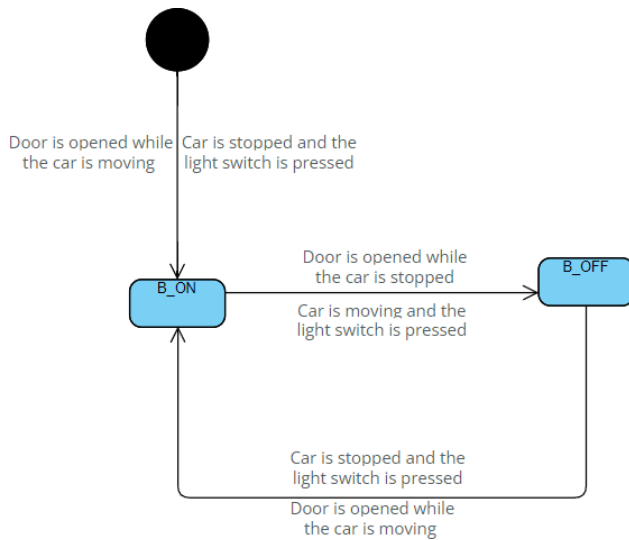 Door is opened while
the car is moving
Car is stopped and the
light switch is pressed
B_ON
Door is opened while
the car is stopped
B_OFF
Car is moving and the
light switch is pressed
Car is stopped and the
light switch is pressed
Door is opened while
the car is moving